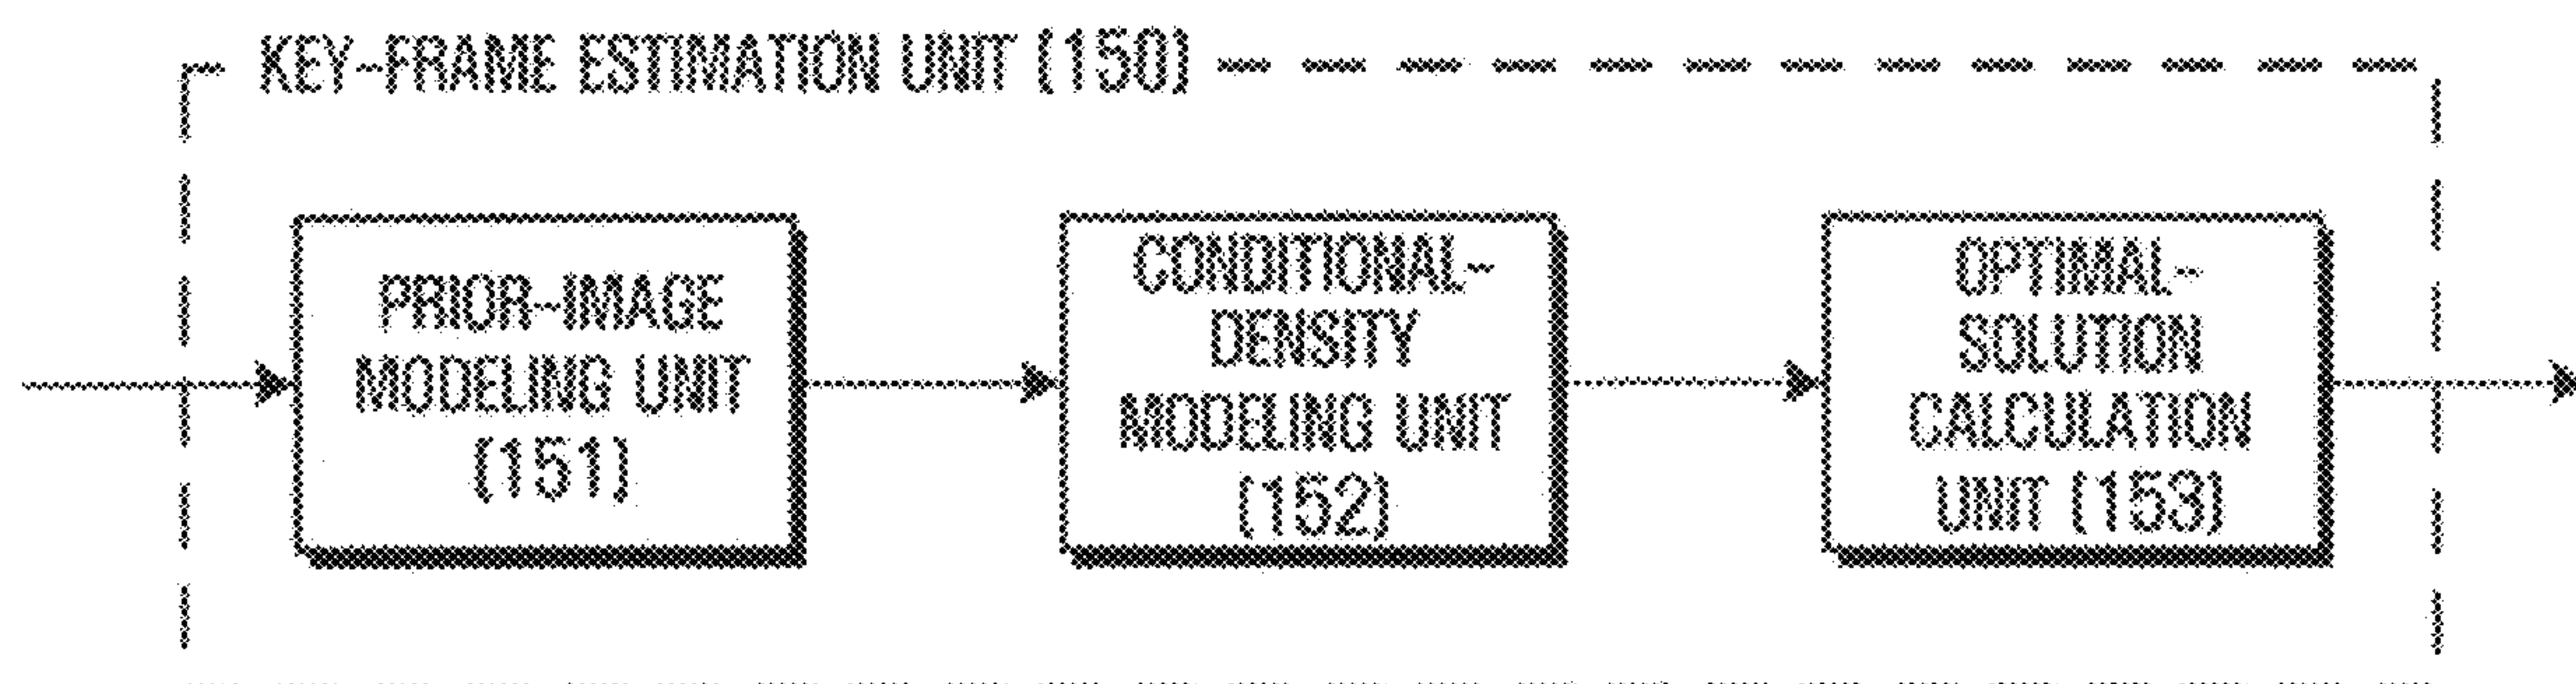 KEY-FRAME ESTIMATION UNIT (150)
PRIOR-IMAGE
MODELING UNIT
(151)
CONDITIONAL-
DENSITY
MODELING UNIT
(152)
OPTIMAL-
SOLUTION
CALCULATION
UNIT (153)